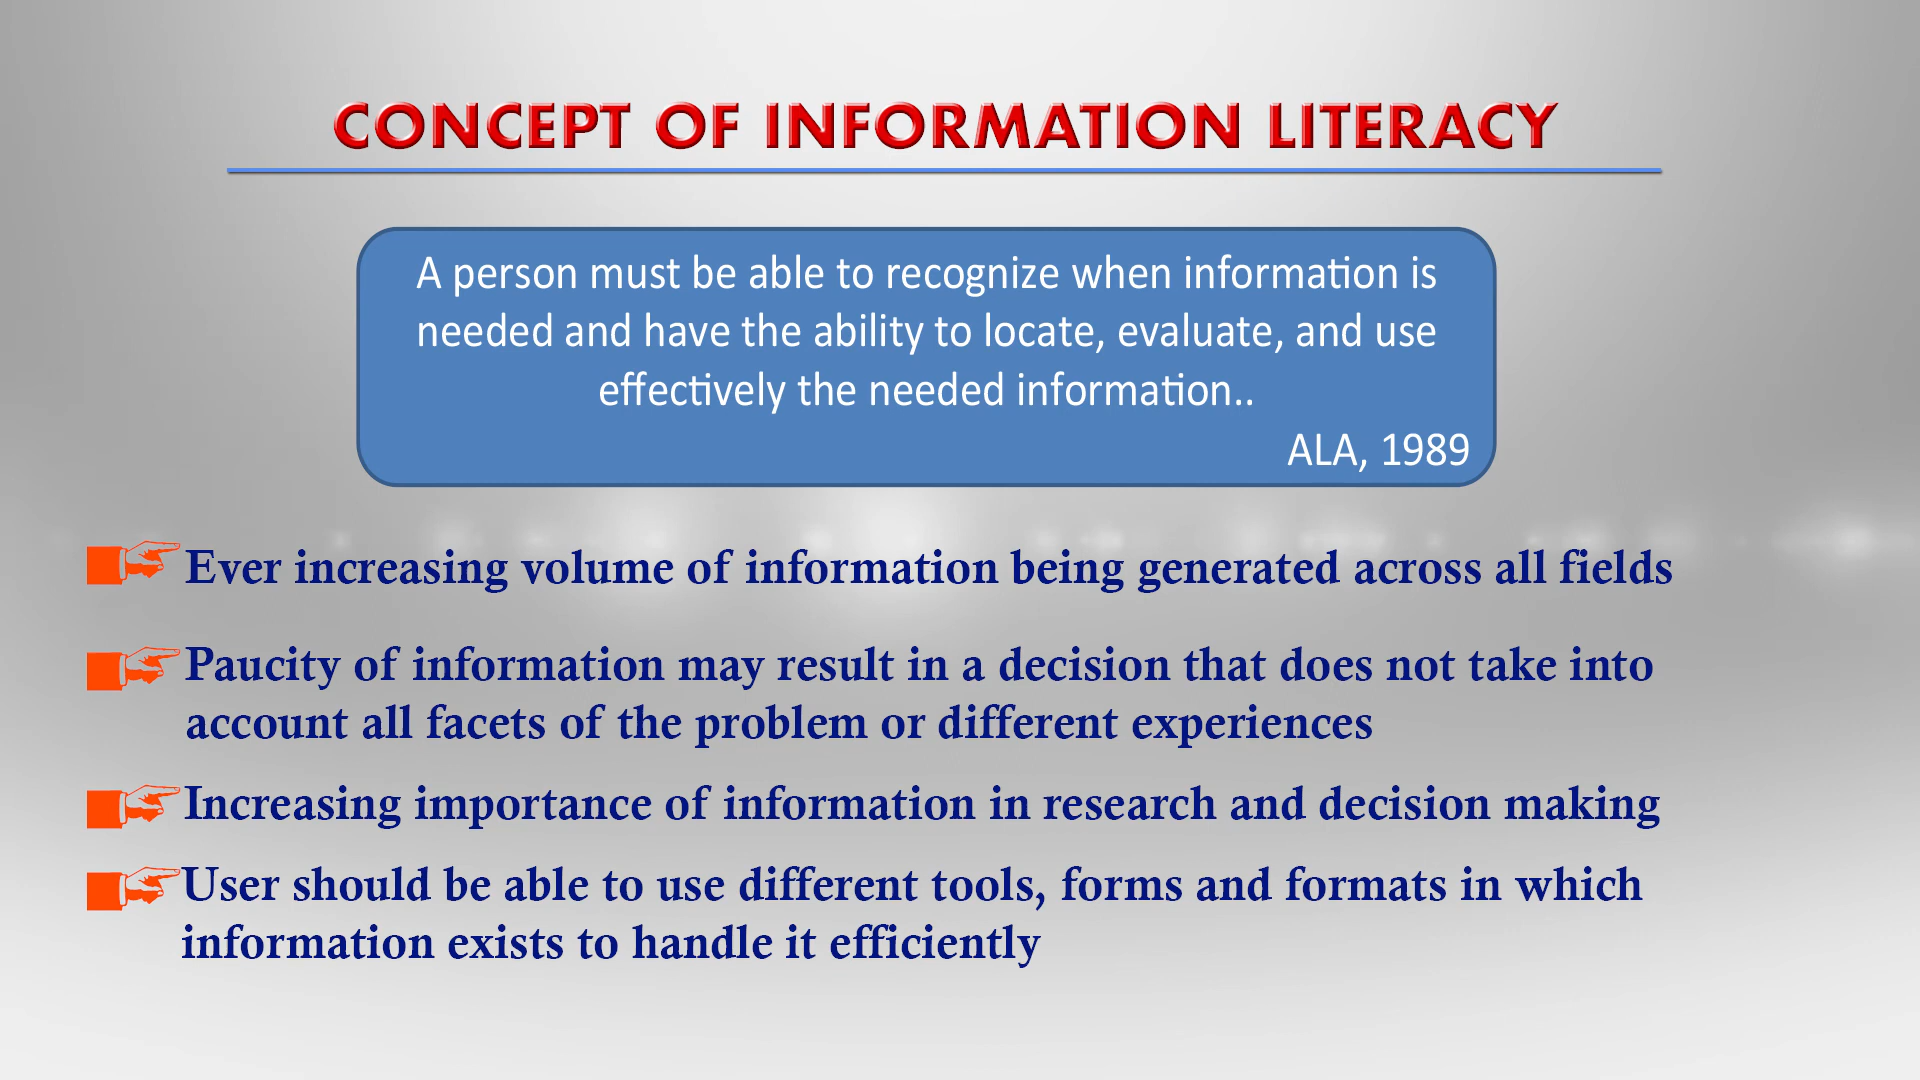 CONCEPT OF INFORMATION LITERACY
A person must be able to recognize when information is
needed and have the ability to locate, evaluate, and use
effectively the needed information..
ALA, 1989
Ever increasing volume of information being generated across all fields
Paucity of information may result in a decision that does not take into
account all facets of the problem or different experiences
Increasing importance of information in research and decision making
User should be able to use different tools, forms and formats in which
information exists to handle it efficiently